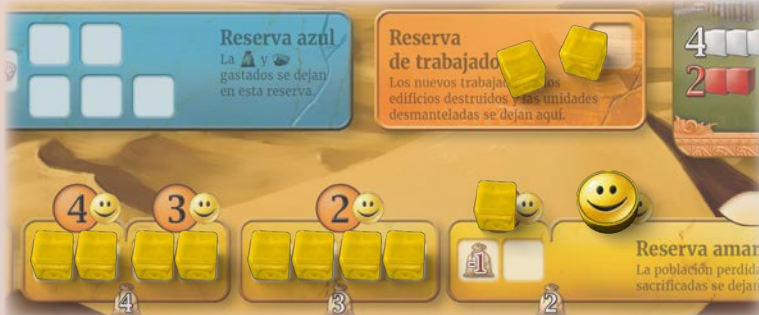 Reserva azul
La y
gastados se dejan
en esta reserva.
Reserva
de trabajado
Los nuevos trabaja los
edificios destruidos y las unidades
desmanteladas se dejan aquí.
4
2
4
3
2
-1
Reserva amar
La población perdida
sacrificadas se dejan
4
3
2